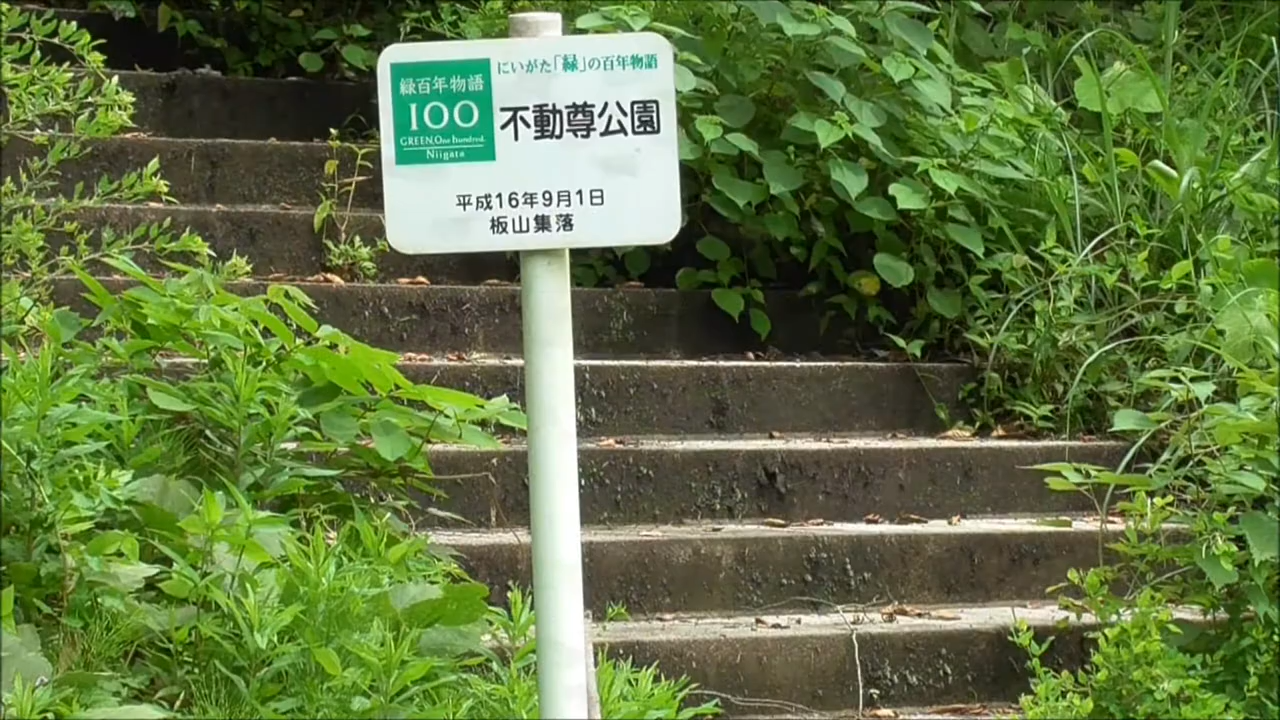 緑百年物語
100
GREEN.One hundred.
Niigata
にいがた「緑」の百年物語
不動尊公園
平成16年9月1日
板山集落